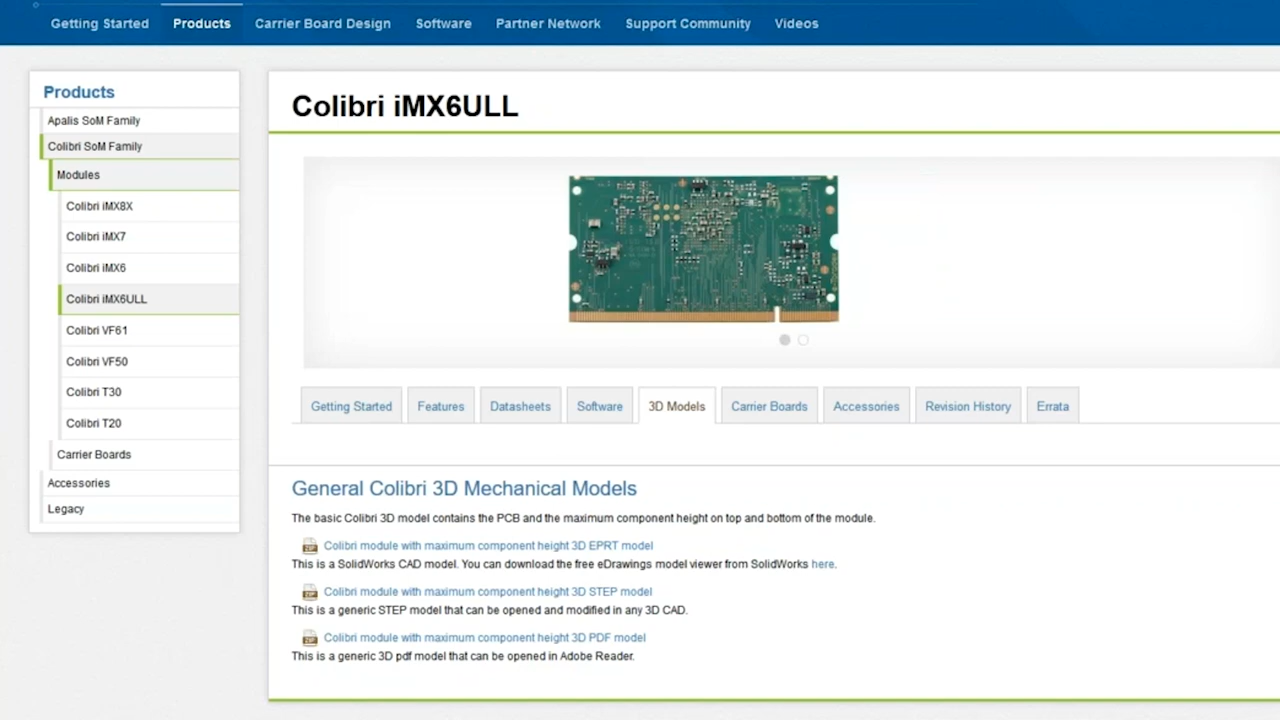 Getting Started Products Carrier Board Design Software Partner Network Support Community Videos
Products
Apalis SoM Family
Colibri SoM Family
Modules
Colibri iMX8X
Colibri iMX7
Colibri iMX6
Colibri iMX6ULL
Colibri VF61
Colibri VF50
Colibri T30
Colibri T20
Carrier Boards
Accessories
Legacy
Colibri iMX6ULL
Getting Started Features Datasheets Software 3D Models Carrier Boards Accessories Revision History Errata
General Colibri 3D Mechanical Models
The basic Colibri 3D model contains the PCB and the maximum component height on top and bottom of the module.
Colibri module with maximum component height 3D EPRT model
This is a SolidWorks CAD model. You can download the free eDrawings model viewer from SolidWorks here.
Colibri module with maximum component height 3D STEP model
This is a generic STEP model that can be opened and modified in any 3D CAD.
Colibri module with maximum component height 3D PDF model
This is a generic 3D pdf model that can be opened in Adobe Reader.